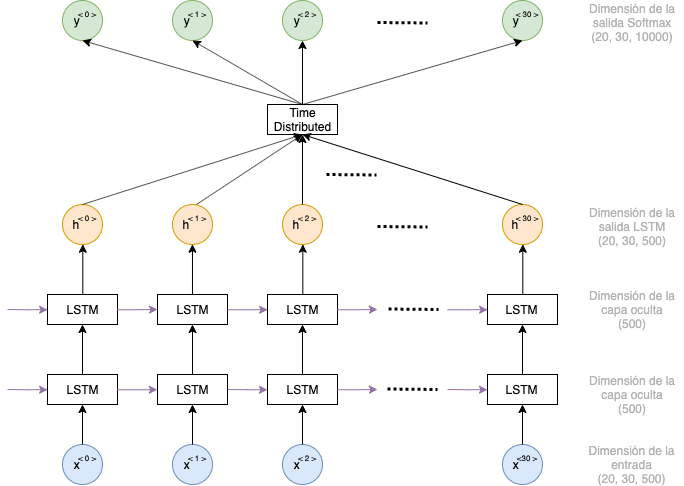 y<0> y<1> y<2> y<30>
Dimensión de la
salida Softmax
(20, 30, 10000)
Time
Distributed
h<0> h<1> h<2> h<30>
Dimensión de la
salida LSTM
(20, 30, 500)
LSTM LSTM LSTM LSTM
Dimensión de la
capa oculta
(500)
LSTM LSTM LSTM LSTM
Dimensión de la
capa oculta
(500)
x<0> x<1> x<2> x<30>
Dimensión de la
entrada
(20, 30, 500)